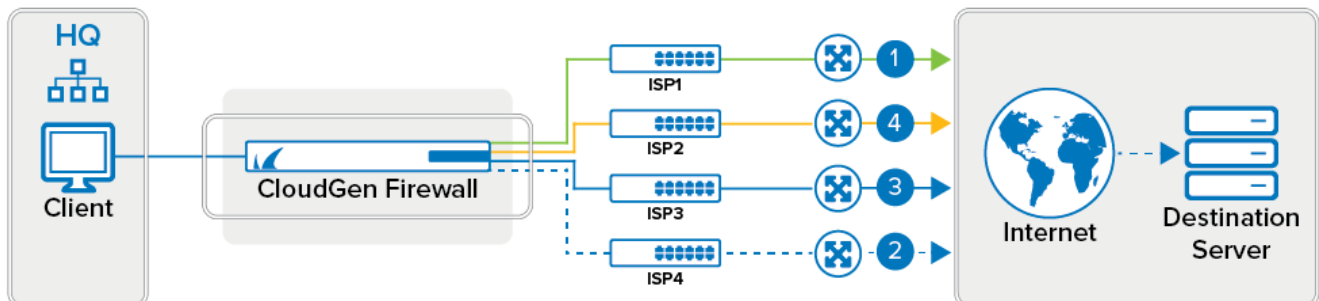 HQ
Client
CloudGen Firewall
ISP1
1
ISP2
4
ISP3
3
ISP4
2
Internet
Destination
Server